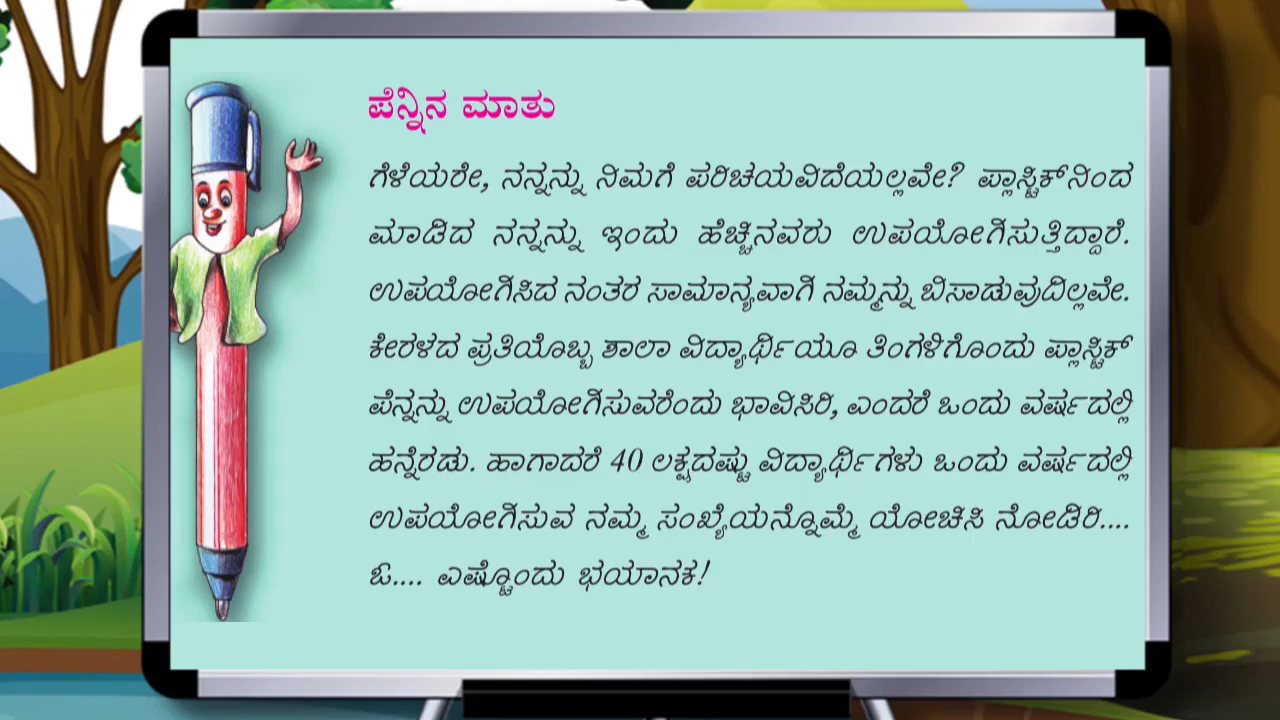 ಪೆನ್ನಿನ ಮಾತು
ಗೆಳೆಯರೇ, ನನ್ನನ್ನು ನಿಮಗೆ ಪರಿಚಯವಿದೆಯಲ್ಲವೇ? ಪ್ಲಾಸ್ಟಿಕ್‌ನಿಂದ
ಮಾಡಿದ ನನ್ನನ್ನು ಇಂದು ಹೆಚ್ಚಿನವರು ಉಪಯೋಗಿಸುತ್ತಿದ್ದಾರೆ.
ಉಪಯೋಗಿಸಿದ ನಂತರ ಸಾಮಾನ್ಯವಾಗಿ ನಮ್ಮನ್ನು ಬಿಸಾಡುವುದಿಲ್ಲವೇ.
ಕೇರಳದ ಪ್ರತಿಯೊಬ್ಬ ಶಾಲಾ ವಿದ್ಯಾರ್ಥಿಯೂ ತಿಂಗಳಿಗೊಂದು ಪ್ಲಾಸ್ಟಿಕ್
ಪೆನ್ನನ್ನು ಉಪಯೋಗಿಸುವರೆಂದು ಭಾವಿಸಿರಿ, ಎಂದರೆ ಒಂದು ವರ್ಷದಲ್ಲಿ
ಹನ್ನೆರಡು. ಹಾಗಾದರೆ 40 ಲಕ್ಷದಷ್ಟು ವಿದ್ಯಾರ್ಥಿಗಳು ಒಂದು ವರ್ಷದಲ್ಲಿ
ಉಪಯೋಗಿಸುವ ನಮ್ಮ ಸಂಖ್ಯೆಯನ್ನೊಮ್ಮೆ ಯೋಚಿಸಿ ನೋಡಿರಿ....
ಓ.... ಎಷ್ಟೊಂದು ಭಯಾನಕ!